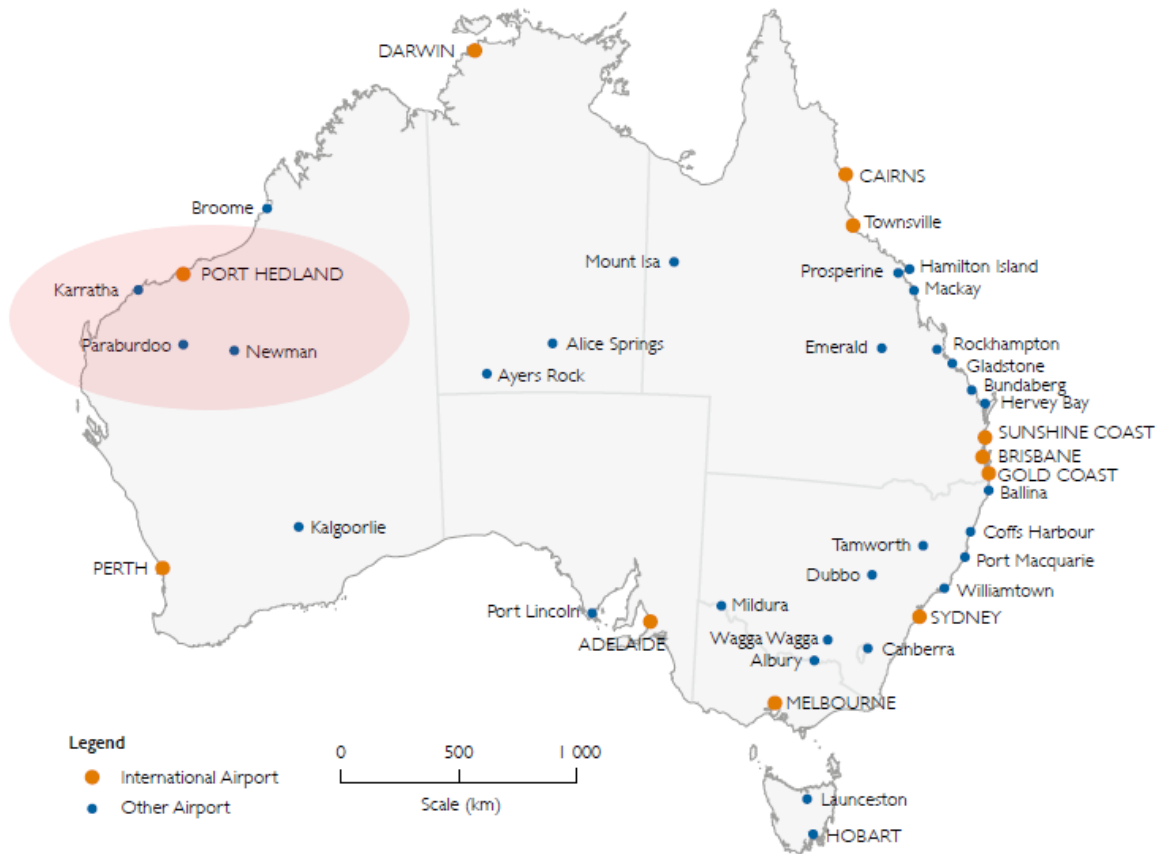 DARWIN
CAIRNS
Broome
Townsville
Mount Isa
Prosperine
Hamilton Island
PORT HEDLAND
Karratha
Mackay
Paraburdoo
Newman
Alice Springs
Emerald
Rockhampton
Ayers Rock
Gladstone
Bundaberg
Hervey Bay
SUNSHINE COAST
BRISBANE
GOLD COAST
Ballina
Kalgoorlie
Coffs Harbour
Tamworth
Port Macquarie
PERTH
Dubbo
Williamtown
Port Lincoln
Mildura
SYDNEY
ADELAIDE
Wagga Wagga
Canberra
Albury
MELBOURNE
Legend
International Airport
Other Airport
0 500 1 000
Scale (km)
Launceston
HOBART